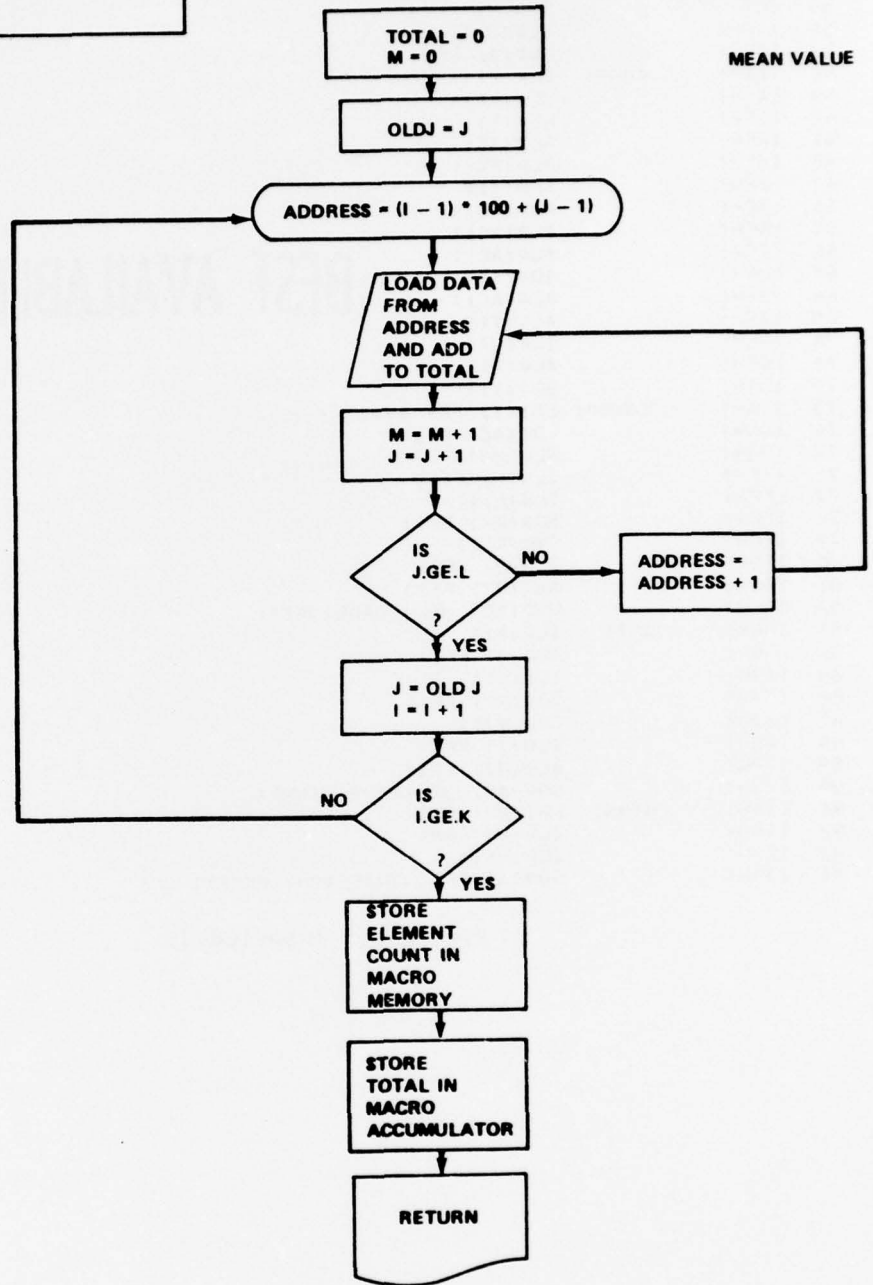 TOTAL = 0
M = 0
MEAN VALUE
OLDJ = J
ADDRESS = (I - 1) * 100 + (J - 1)
LOAD DATA
FROM
ADDRESS
AND ADD
TO TOTAL
M = M + 1
J = J + 1
IS
J.GE.L
?
NO
ADDRESS =
ADDRESS + 1
YES
J = OLD J
I = I + 1
NO
IS
I.GE.K
?
YES
STORE
ELEMENT
COUNT IN
MACRO
MEMORY
STORE
TOTAL IN
MACRO
ACCUMULATOR
RETURN